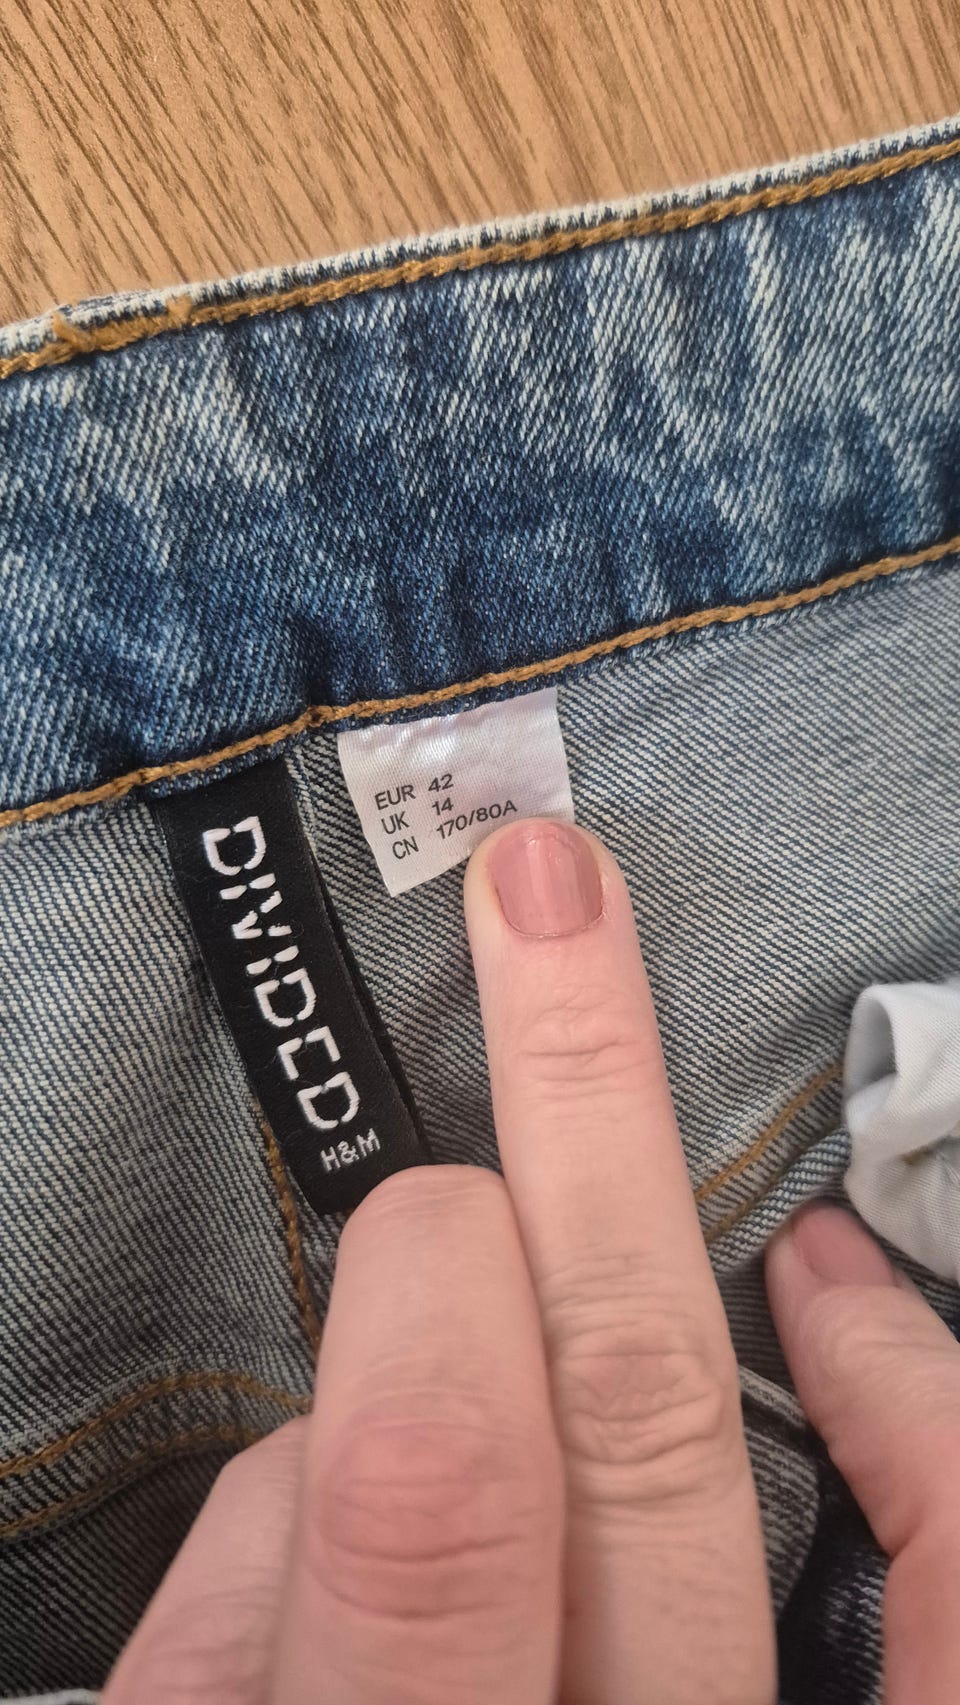 EUR 42
UK 14
CN 170/80A
DIVIDED
H&M